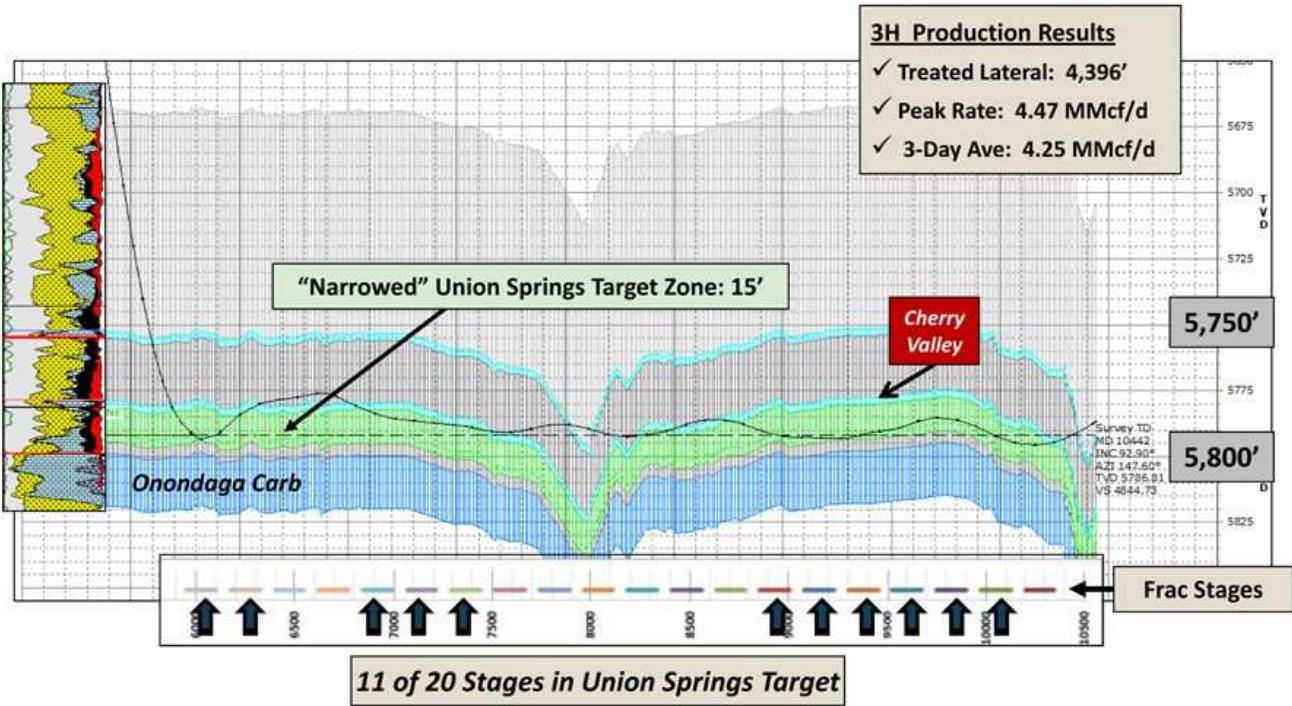 3H Production Results
✓ Treated Lateral: 4,396’
✓ Peak Rate: 4.47 MMcf/d
✓ 3-Day Ave: 4.25 MMcf/d
5675
5700
TVD
5725
“Narrowed” Union Springs Target Zone: 15’
Cherry
Valley
5,750’
5775
Survey TD
MD 10442
INC 92.90°
AZI 147.60°
TVD 5786.81
VS 4844.73
5,800’
D
Onondaga Carb
5825
Frac Stages
6000
6500
7000
7500
8000
8500
9000
9500
10000
10500
11 of 20 Stages in Union Springs Target